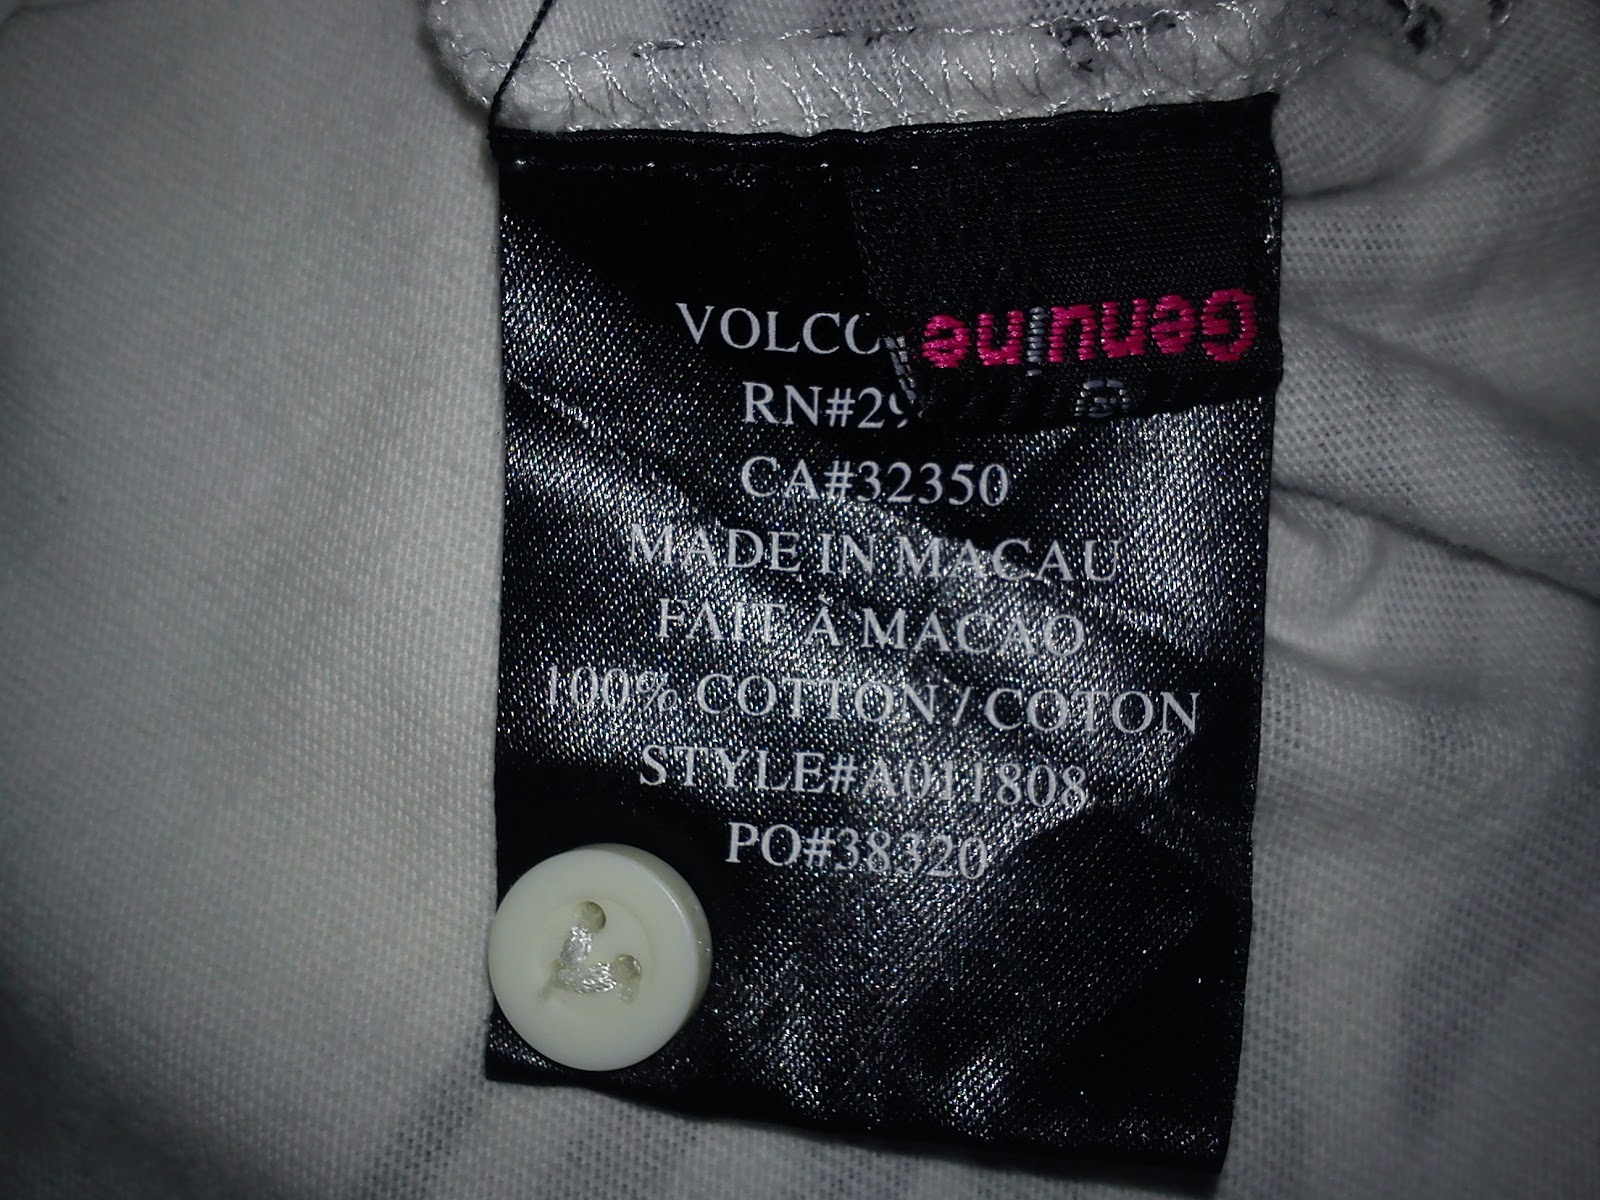 VOLCO
Genuine
RN#29
CA#32350
MADE IN MACAU
FAIT À MACAO
100% COTTON / COTON
STYLE#A011808
PO#38320